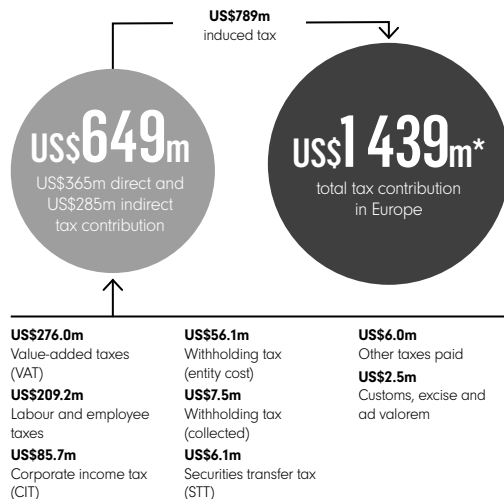 US$789m
induced tax
US$649m
US$365m direct and
US$285m indirect
tax contribution
US$1 439m*
total tax contribution
in Europe
US$276.0m
Value-added taxes
(VAT)
US$209.2m
Labour and employee
taxes
US$85.7m
Corporate income tax
(CIT)
US$56.1m
Withholding tax
(entity cost)
US$7.5m
Withholding tax
(collected)
US$6.1m
Securities transfer tax
(STT)
US$6.0m
Other taxes paid
US$2.5m
Customs, excise and
ad valorem